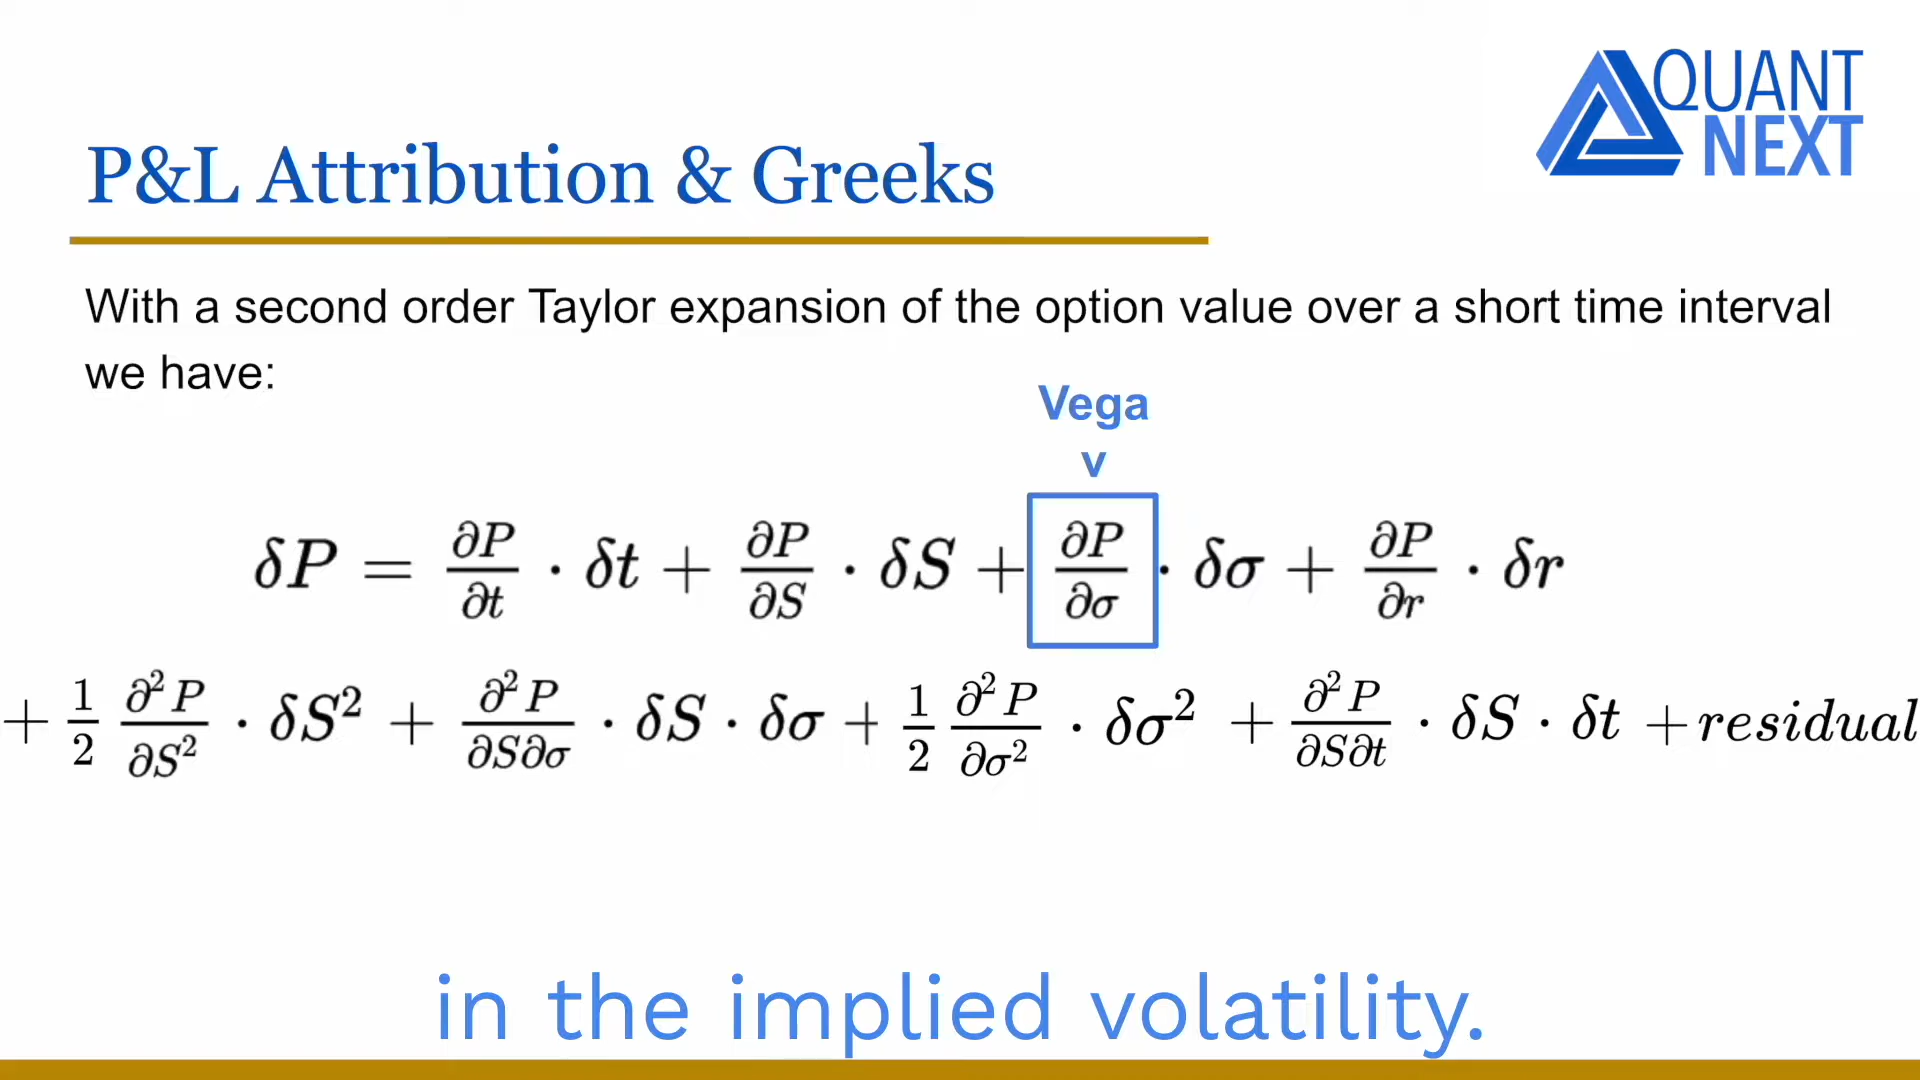 QUANT
NEXT
P&L Attribution & Greeks
With a second order Taylor expansion of the option value over a short time interval
we have:
Vega
v
δP = ∂P/∂t · δt + ∂P/∂S · δS + ∂P/∂σ · δσ + ∂P/∂r · δr
+ 1/2 ∂²P/∂S² · δS² + ∂²P/∂S∂σ · δS · δσ + 1/2 ∂²P/∂σ² · δσ² + ∂²P/∂S∂t · δS · δt + residual
in the implied volatility.